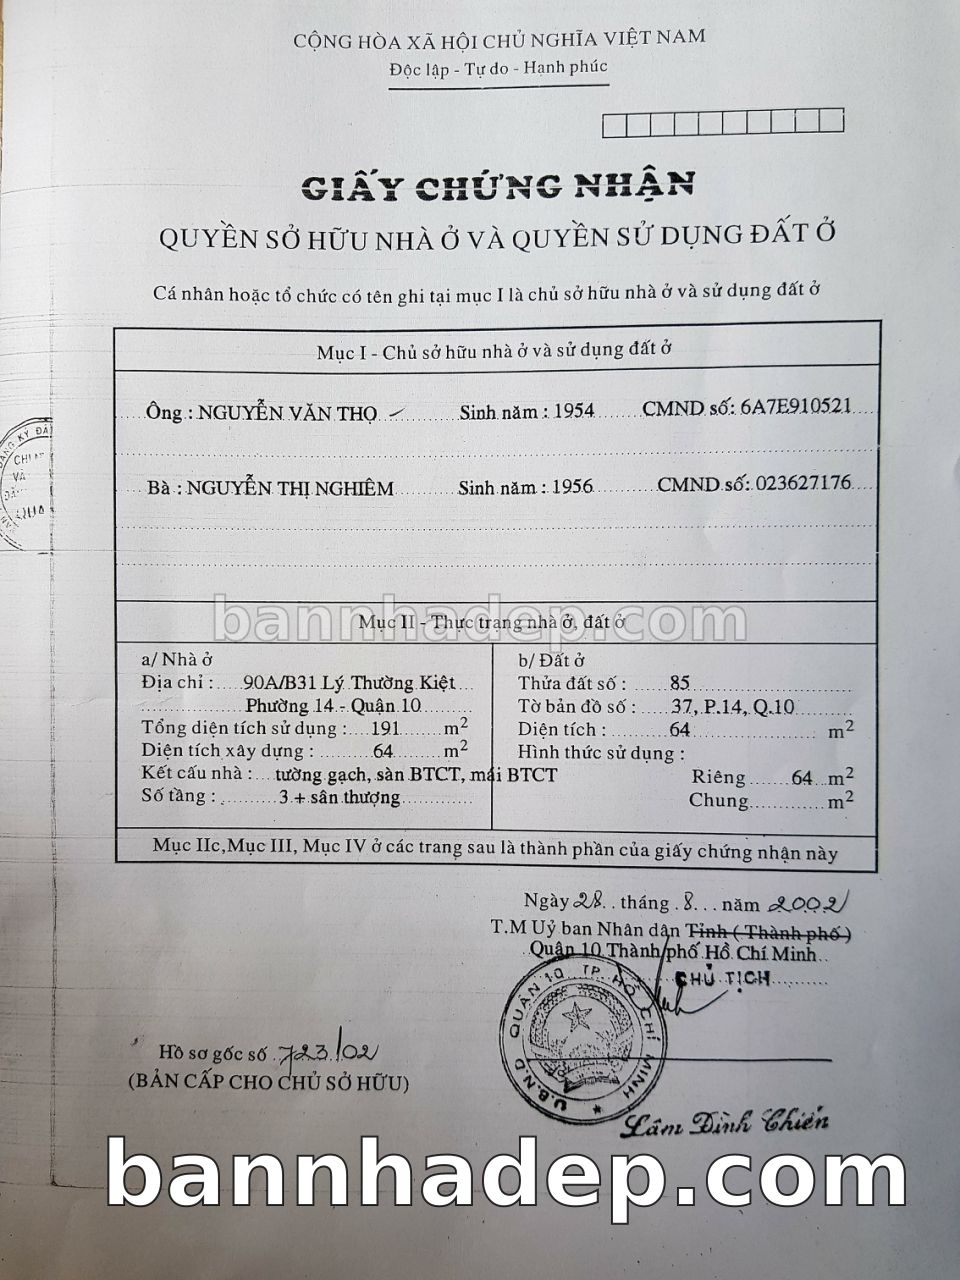 CỘNG HÒA XÃ HỘI CHỦ NGHĨA VIỆT NAM
Độc lập - Tự do - Hạnh phúc
GIẤY CHỨNG NHẬN
QUYỀN SỞ HỮU NHÀ Ở VÀ QUYỀN SỬ DỤNG ĐẤT Ở
Cá nhân hoặc tổ chức có tên ghi tại mục I là chủ sở hữu nhà ở và sử dụng đất ở
Mục I - Chủ sở hữu nhà ở và sử dụng đất ở
Ông : NGUYỄN VĂN THỌ Sinh năm : 1954 CMND số: 6A7E910521
Bà : NGUYỄN THỊ NGHIÊM Sinh năm : 1956 CMND số: 023627176
bannhadep.com
Mục II - Thực trạng nhà ở, đất ở
a/ Nhà ở
Địa chỉ : 90A/B31 Lý Thường Kiệt
Phường 14 - Quận 10
Tổng diện tích sử dụng : 191 m2
Diện tích xây dựng : 64 m2
Kết cấu nhà : tường gạch, sàn BTCT, mái BTCT
Số tầng : 3 + sân thượng
b/ Đất ở
Thửa đất số : 85
Tờ bản đồ số : 37, P.14, Q.10
Diện tích : 64 m2
Hình thức sử dụng :
Riêng 64 m2
Chung m2
Mục IIc,Mục III, Mục IV ở các trang sau là thành phần của giấy chứng nhận này
Ngày 28 tháng 8 năm 2002
T.M Uỷ ban Nhân dân Tỉnh ( Thành phố )
Quận 10 Thành phố Hồ Chí Minh
CHỦ TỊCH
U.B.N.D QUẬN 10 TP HỒ CHÍ MINH
Hồ sơ gốc số 723/02
(BẢN CẤP CHO CHỦ SỞ HỮU)
Lâm Đình Chiến
bannhadep.com